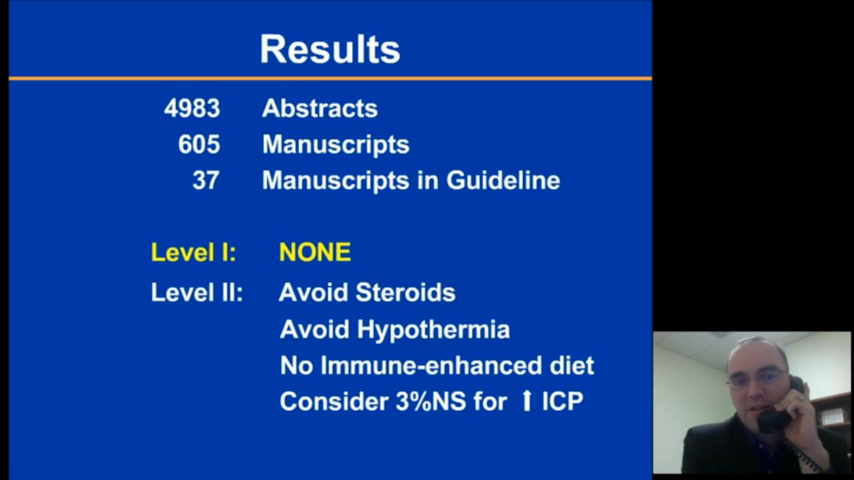 Results
4983 Abstracts
605 Manuscripts
37 Manuscripts in Guideline
Level I: NONE
Level II: Avoid Steroids
Avoid Hypothermia
No Immune-enhanced diet
Consider 3%NS for ↑ ICP